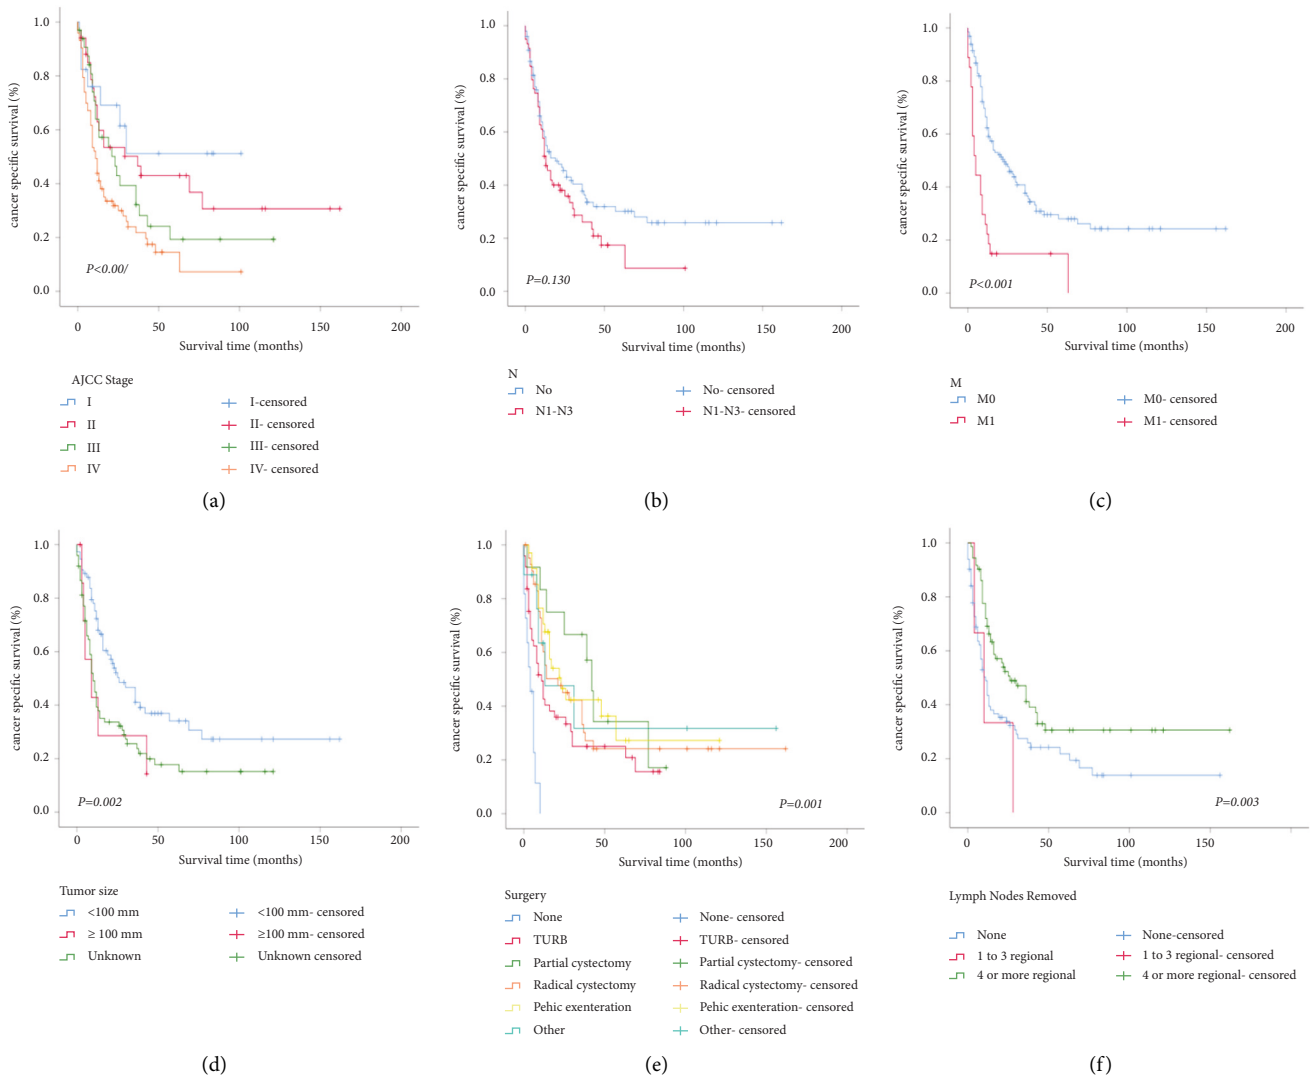 cancer specific survival (%)
1.0
0.8
0.6
0.4
0.2
0.0
P<0.00/
0 50 100 150 200
Survival time (months)
AJCC Stage
I I-censored
II II- censored
III III- censored
IV IV- censored
(a)
cancer specific survival (%)
1.0
0.8
0.6
0.4
0.2
0.0
P=0.130
0 50 100 150 200
Survival time (months)
N
No No- censored
N1-N3 N1-N3- censored
(b)
cancer specific survival (%)
1.0
0.8
0.6
0.4
0.2
0.0
P<0.001
0 50 100 150 200
Survival time (months)
M
M0 M0- censored
M1 M1- censored
(c)
cancer specific survival (%)
1.0
0.8
0.6
0.4
0.2
0.0
P=0.002
0 50 100 150 200
Survival time (months)
Tumor size
<100 mm <100 mm- censored
≥ 100 mm ≥100 mm- censored
Unknown Unknown censored
(d)
cancer specific survival (%)
1.0
0.8
0.6
0.4
0.2
0.0
P=0.001
0 50 100 150 200
Survival time (months)
Surgery
None None- censored
TURB TURB- censored
Partial cystectomy Partial cystectomy- censored
Radical cystectomy Radical cystectomy- censored
Pehic exenteration Pehic exenteration- censored
Other Other- censored
(e)
cancer specific survival (%)
1.0
0.8
0.6
0.4
0.2
0.0
P=0.003
0 50 100 150 200
Survival time (months)
Lymph Nodes Removed
None None-censored
1 to 3 regional 1 to 3 regional- censored
4 or more regional 4 or more regional- censored
(f)